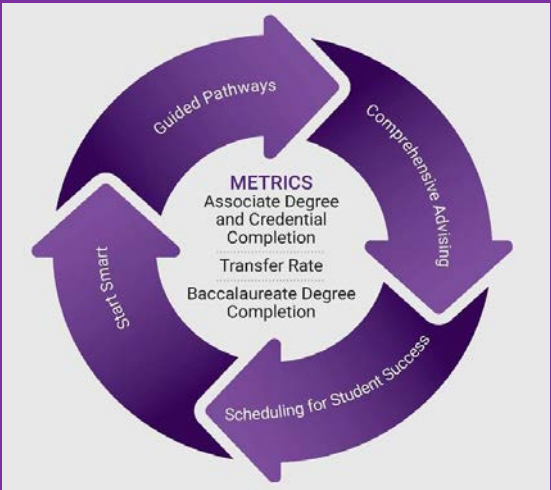 Guided Pathways
Comprehensive Advising
METRICS
Associate Degree
and Credential
Completion
Transfer Rate
Baccalaureate Degree
Completion
Start Smart
Scheduling for Student Success